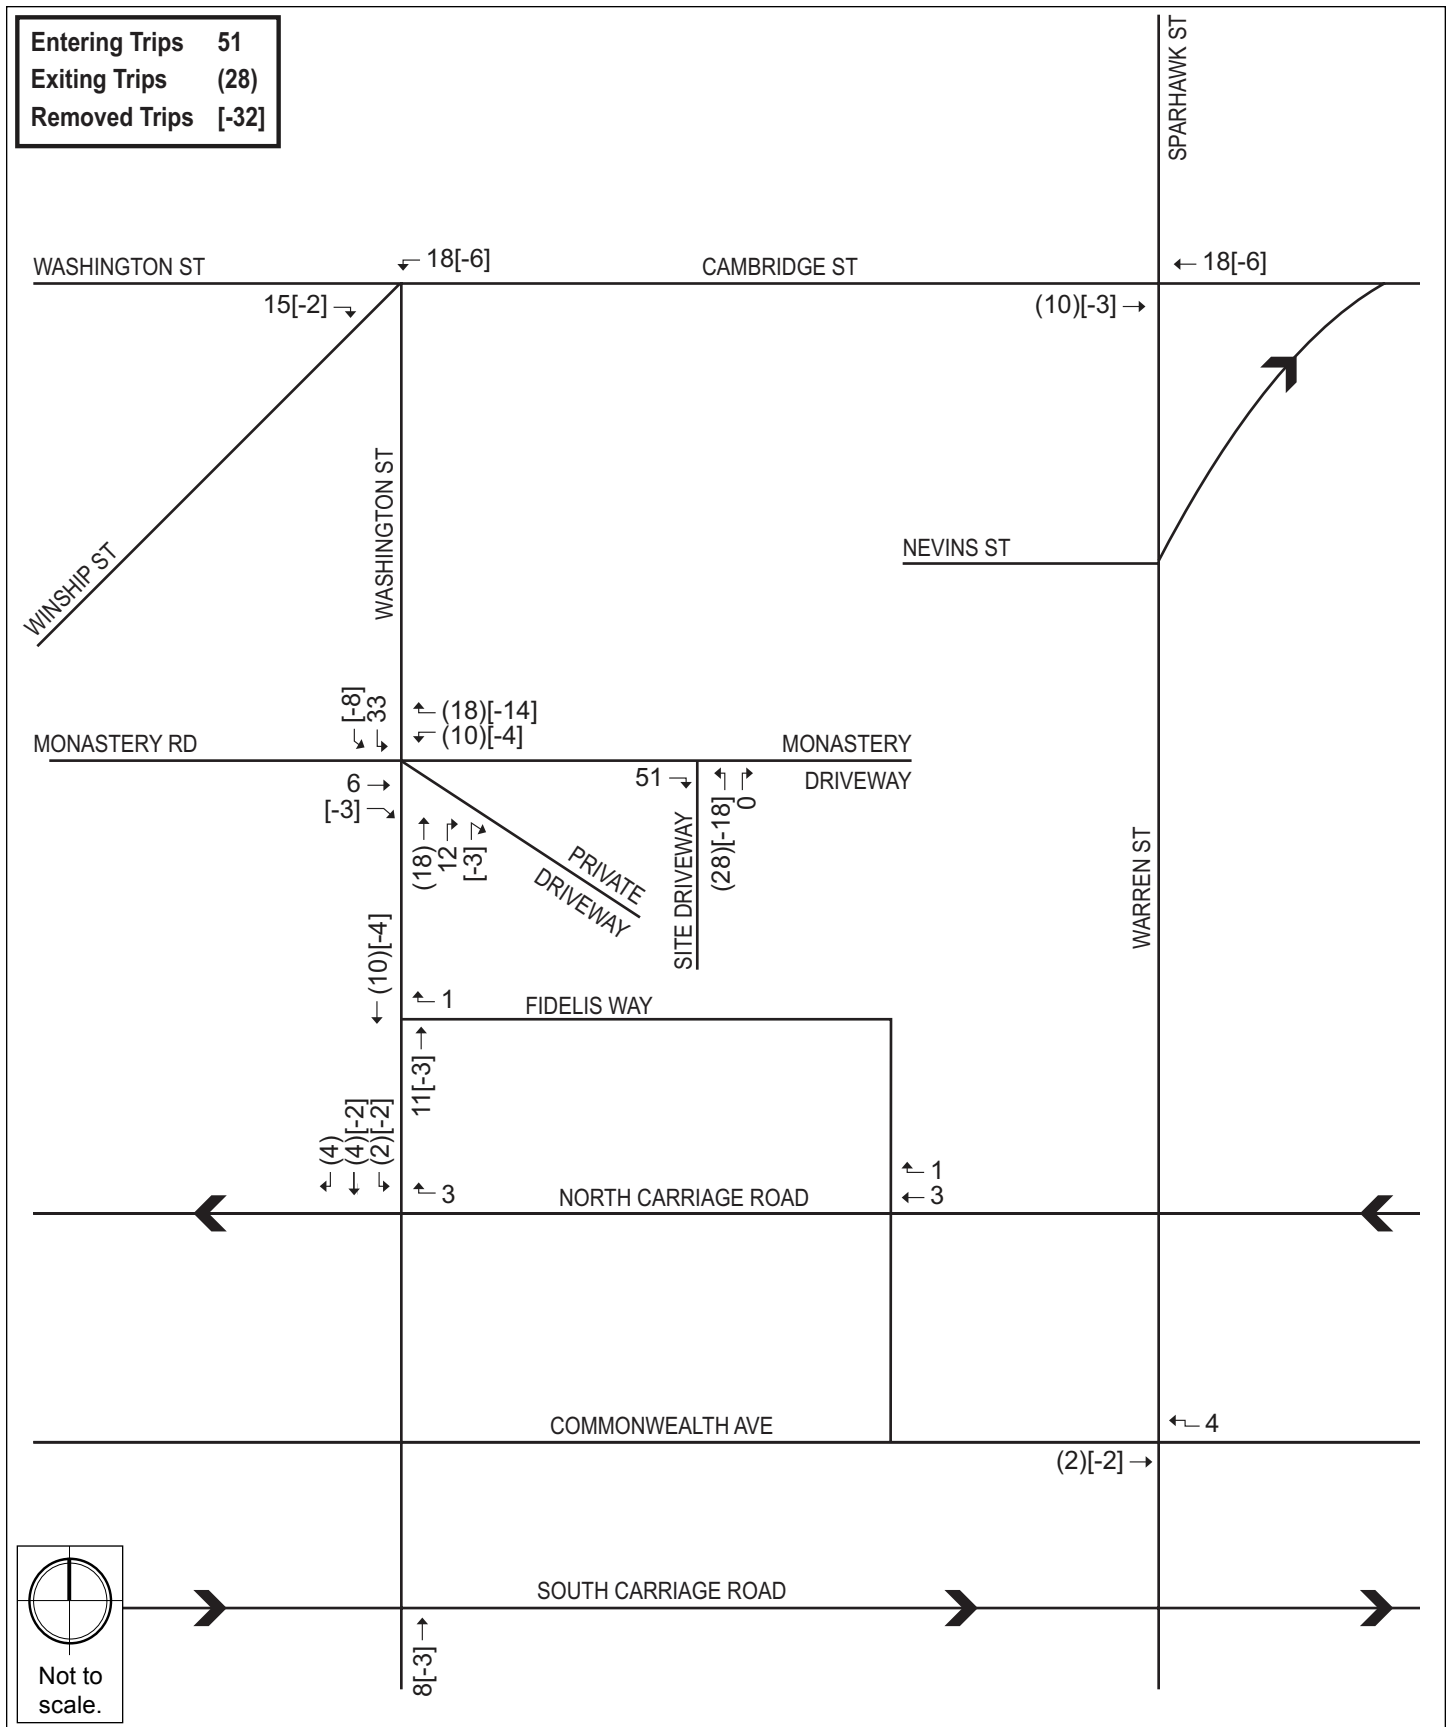 Entering Trips 51
Exiting Trips (28)
Removed Trips [-32]
SPARHAWK ST
WASHINGTON ST
18[-6]
CAMBRIDGE ST
18[-6]
15[-2]
(10)[-3]
WASHINGTON ST
WINSHIP ST
NEVINS ST
[-8]
33
(18)[-14]
(10)[-4]
MONASTERY RD
MONASTERY
DRIVEWAY
6
[-3]
51
(28)[-18]
0
(18)
12
[-3]
PRIVATE
DRIVEWAY
SITE DRIVEWAY
WARREN ST
(10)[-4]
1
FIDELIS WAY
11[-3]
(4)
(4)[-2]
(2)[-2]
3
NORTH CARRIAGE ROAD
1
3
COMMONWEALTH AVE
4
(2)[-2]
SOUTH CARRIAGE ROAD
8[-3]
Not to
scale.